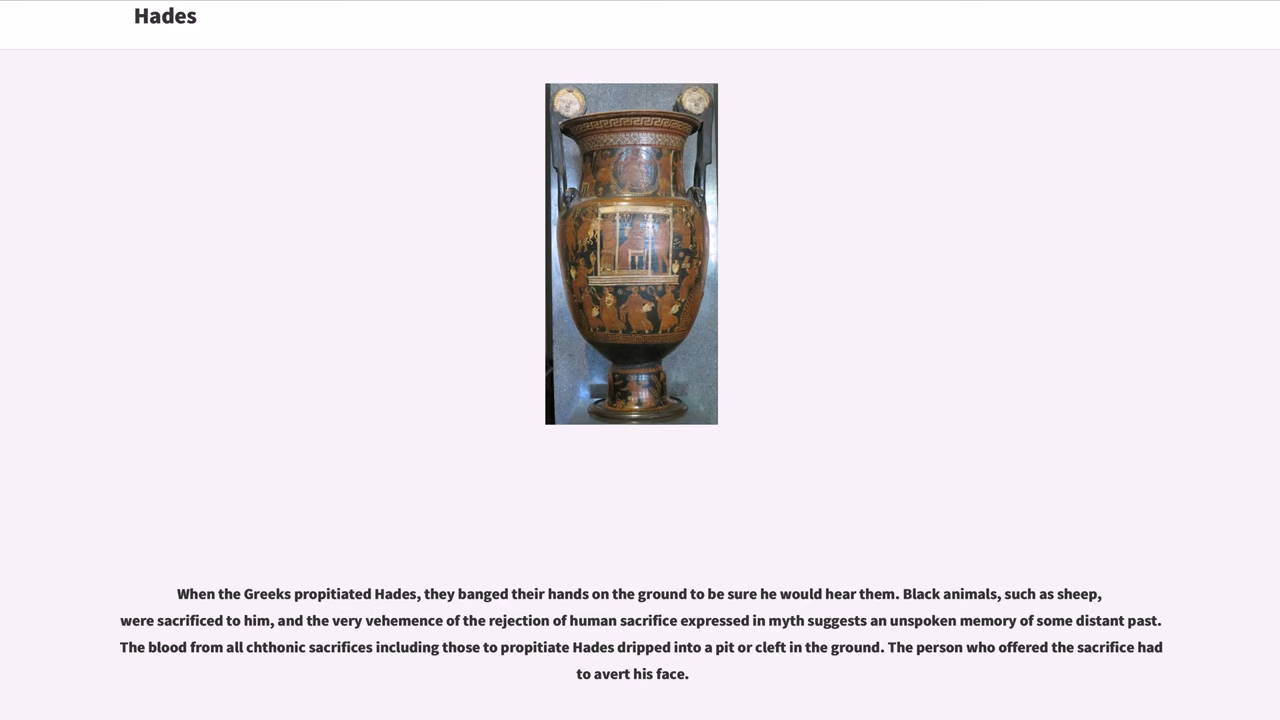 Hades
When the Greeks propitiated Hades, they banged their hands on the ground to be sure he would hear them. Black animals, such as sheep,
were sacrificed to him, and the very vehemence of the rejection of human sacrifice expressed in myth suggests an unspoken memory of some distant past.
The blood from all chthonic sacrifices including those to propitiate Hades dripped into a pit or cleft in the ground. The person who offered the sacrifice had
to avert his face.